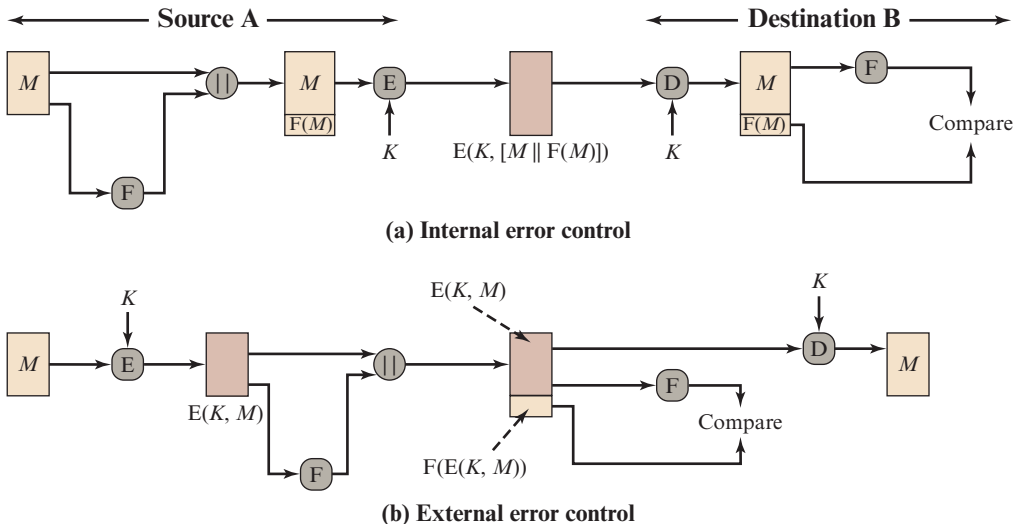 Source A
Destination B
M
||
M
E
D
M
F
F(M)
F(M)
Compare
K
E(K, [M || F(M)])
K
F
(a) Internal error control
K
E(K, M)
K
M
E
||
D
M
F
E(K, M)
Compare
F
F(E(K, M))
(b) External error control